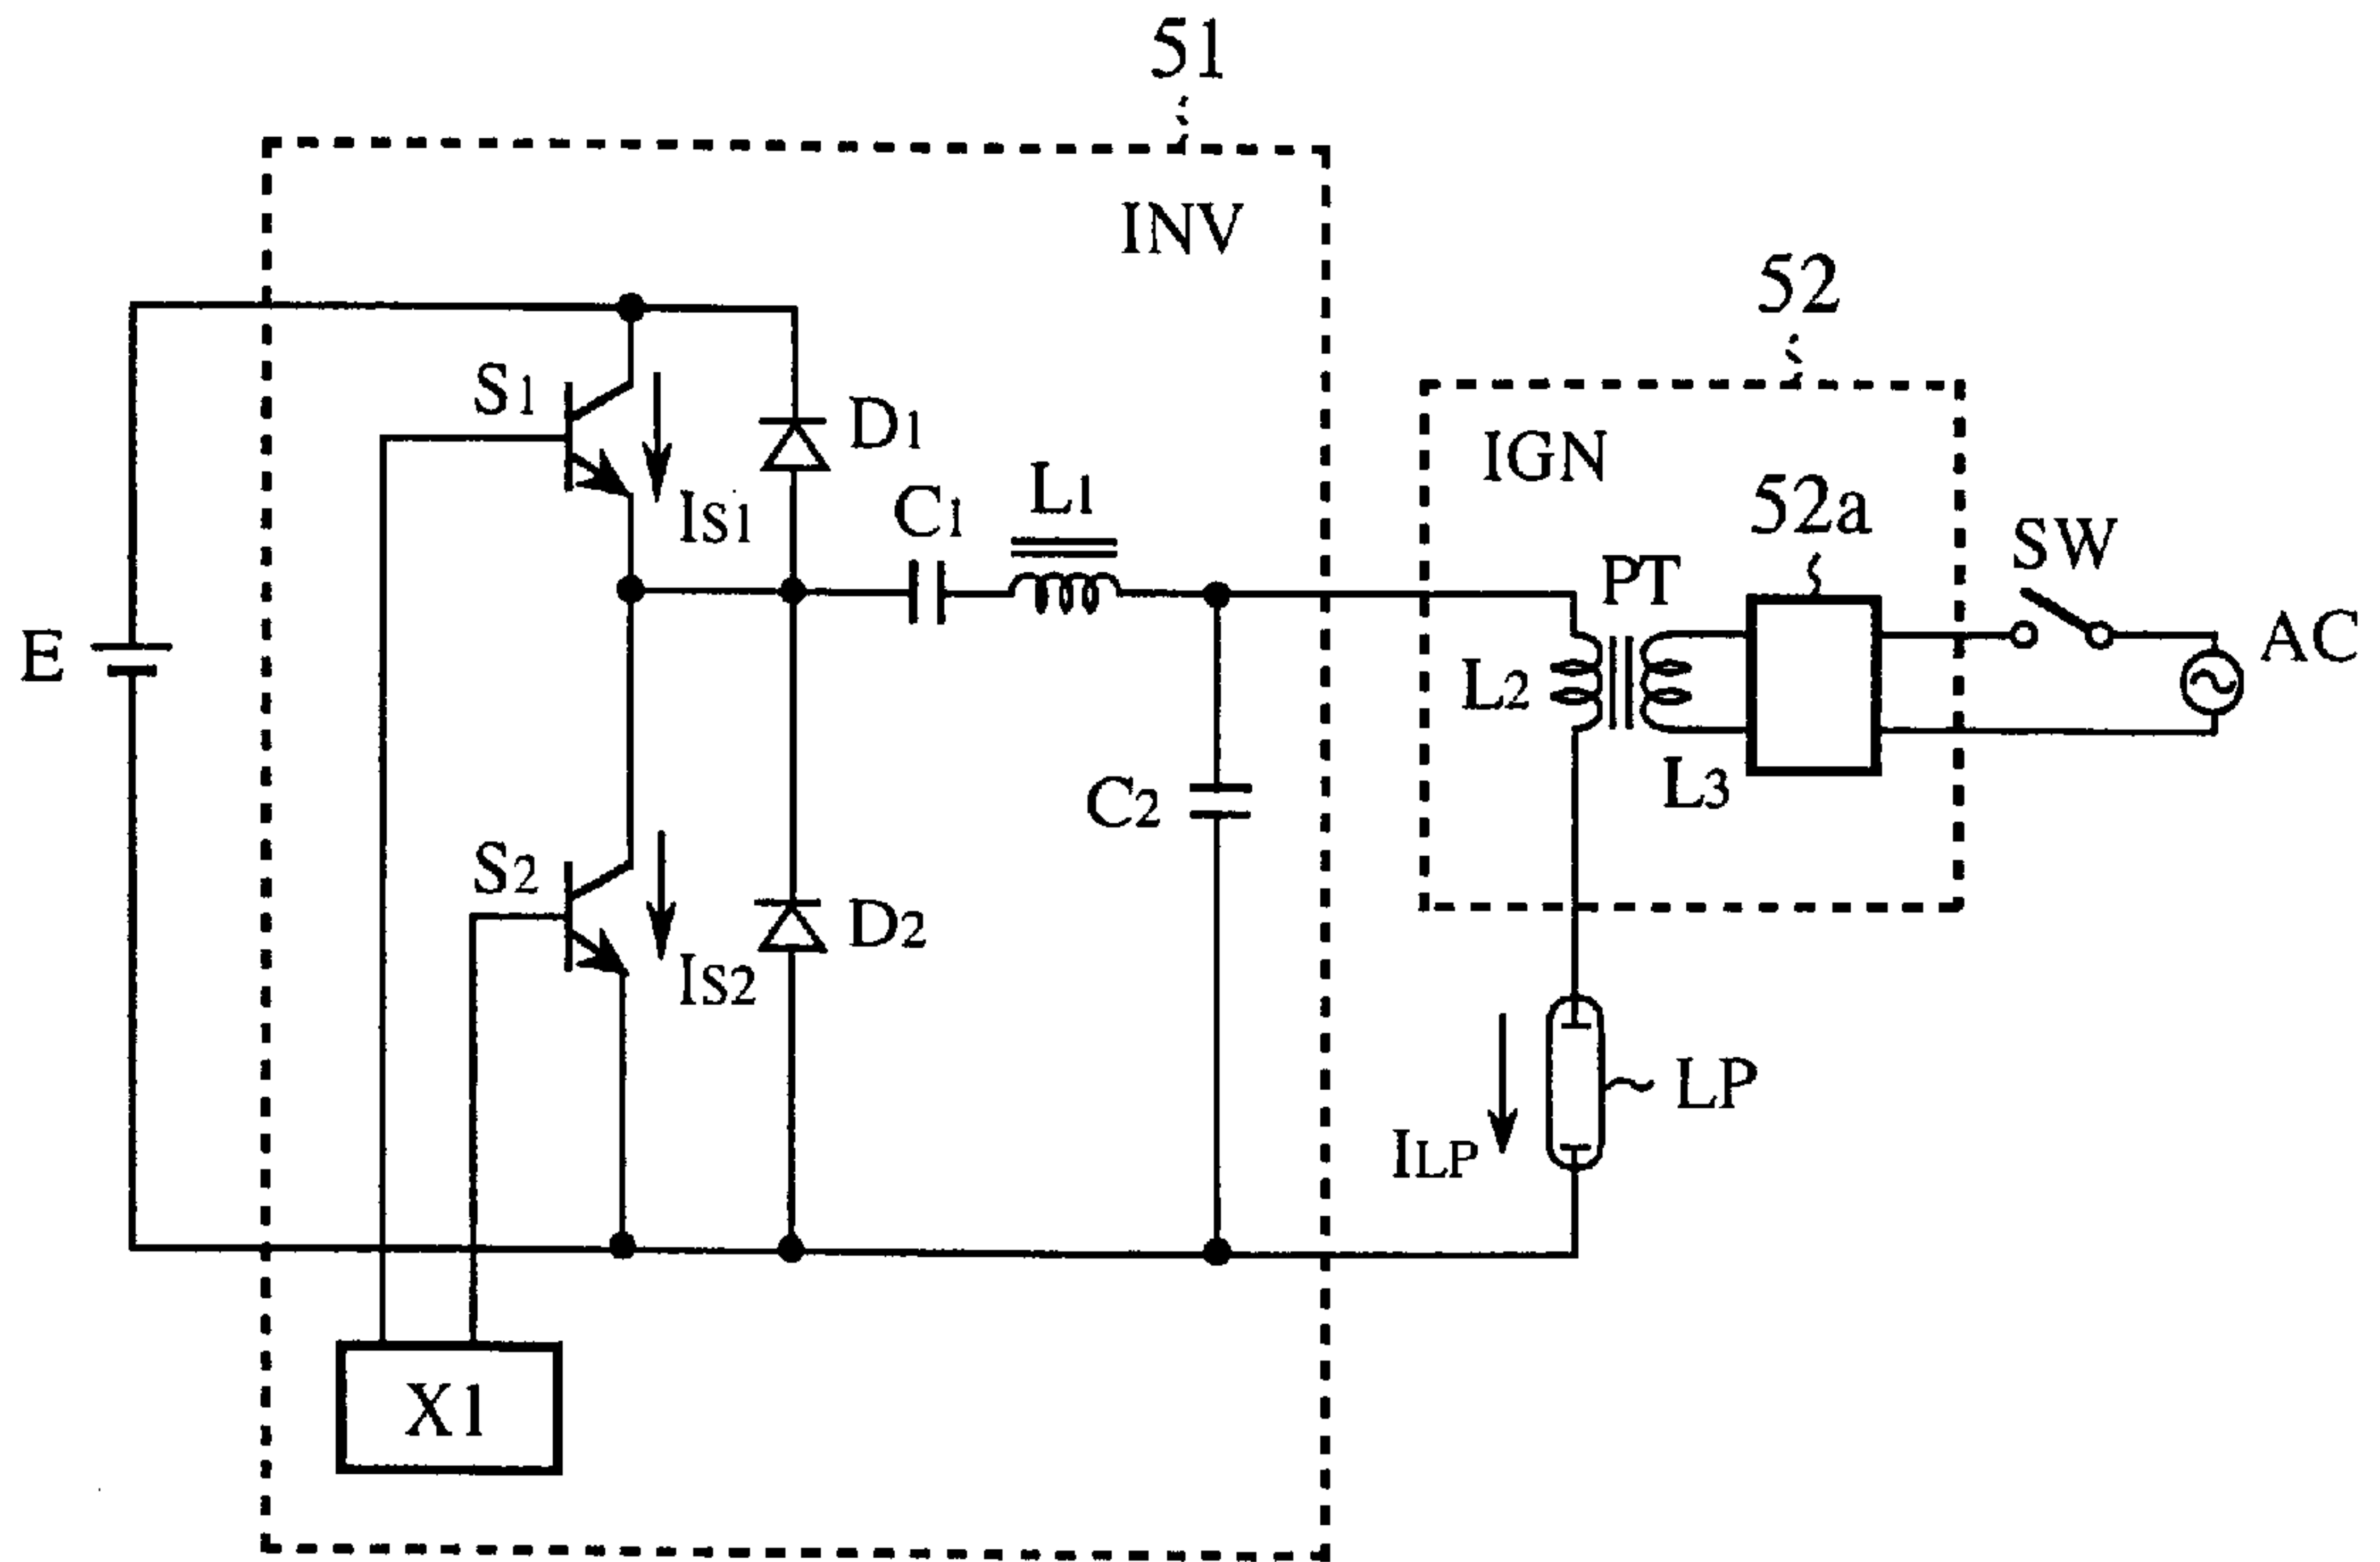 51
INV
52
S1
D1
IGN
IS1
C1
L1
52a
SW
PT
E
L2
AC
L3
C2
S2
D2
IS2
LP
ILP
X1